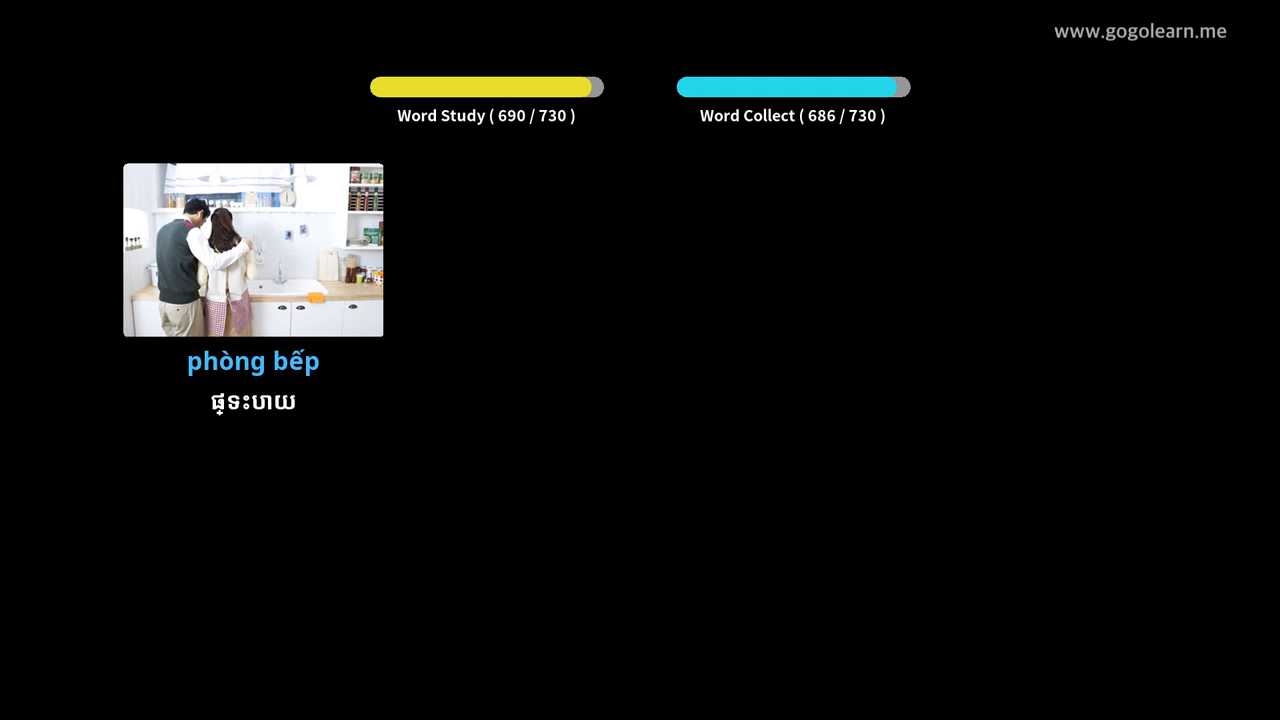 www.gogolearn.me
Word Study ( 690 / 730 )
Word Collect ( 686 / 730 )
phòng bếp
ផ្ទះបាយ